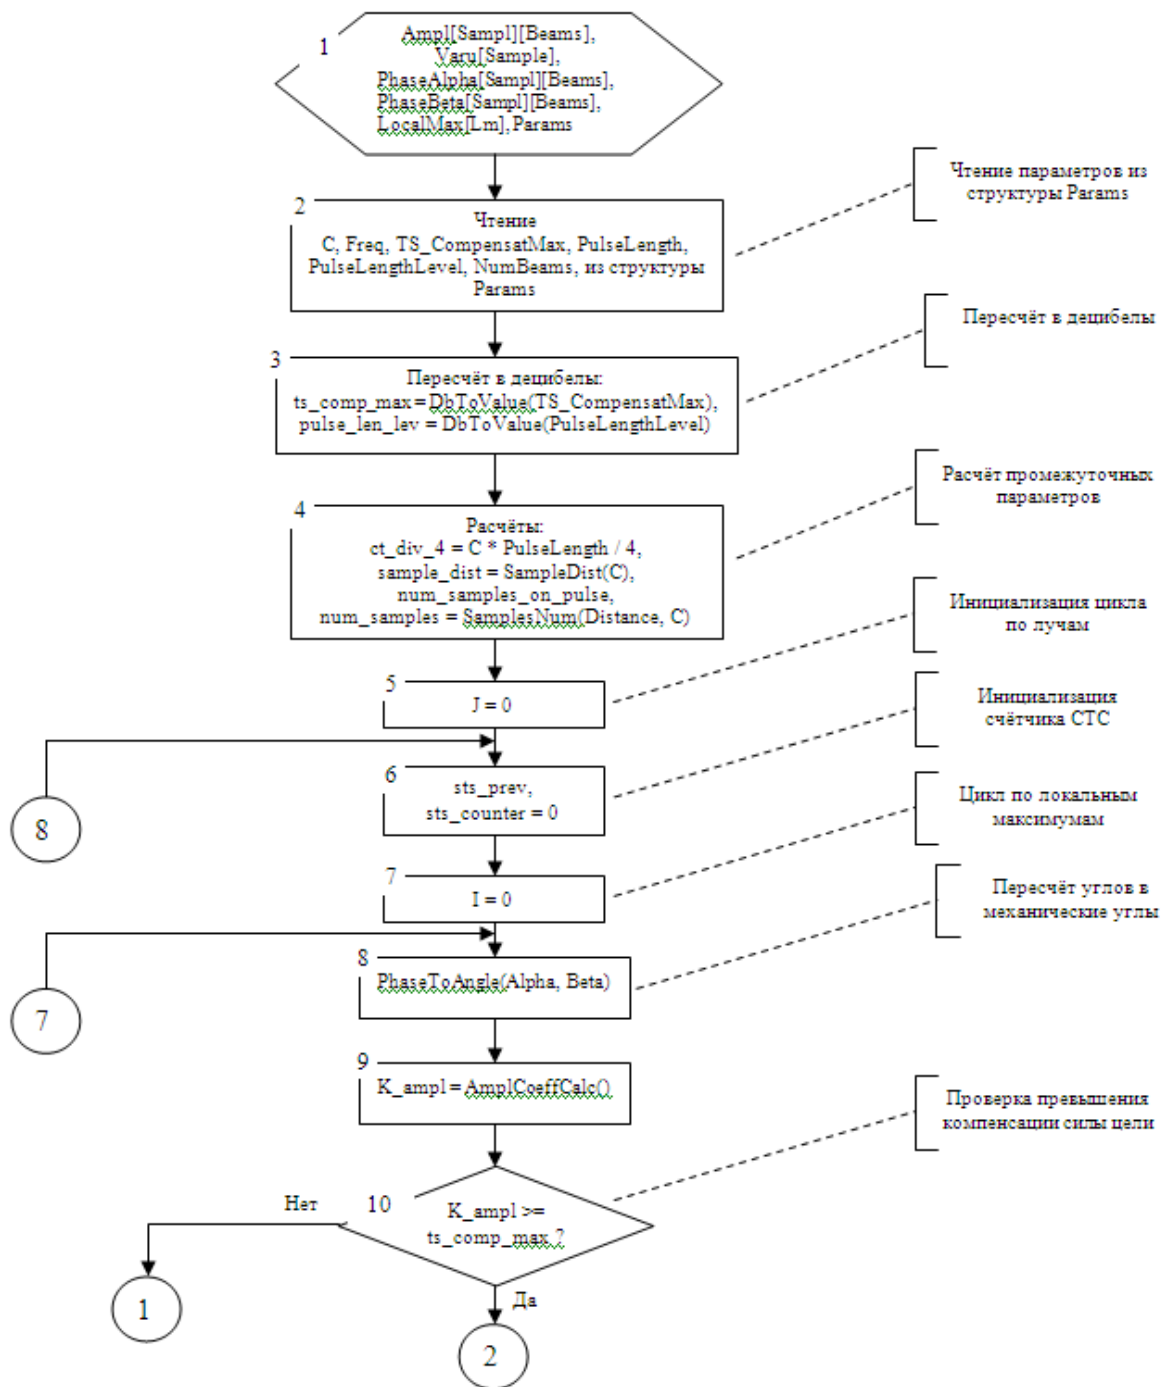 1
Ampl[Sampl][Beams],
Varu[Sample],
PhaseAlpha[Sampl][Beams],
PhaseBeta[Sampl][Beams],
LocalMax[Lm],Params
Чтение параметров из
структуры Params
2
Чтение
C, Freq, TS_CompensatMax, PulseLength,
PulseLengthLevel, NumBeams, из структуры
Params
Пересчёт в децибелы
3
Пересчёт в децибелы:
ts_comp_max=DbToValue(TS_CompensatMax),
pulse_len_lev = DbToValue(PulseLengthLevel)
Расчёт промежуточных
параметров
4
Расчёты:
ct_div_4 = C * PulseLength / 4,
sample_dist = SampleDist(C),
num_samples_on_pulse,
num_samples = SamplesNum(Distance, C)
Инициализация цикла
по лучам
5
J = 0
Инициализация
счётчика СТС
6
sts_prev,
sts_counter = 0
8
Цикл по локальным
максимумам
7
I = 0
Пересчёт углов в
механические углы
8
PhaseToAngle(Alpha, Beta)
7
9
K_ampl = AmplCoeffCalc()
Проверка превышения
компенсации силы цели
10
K_ampl >=
ts_comp_max ?
Нет
1
Да
2